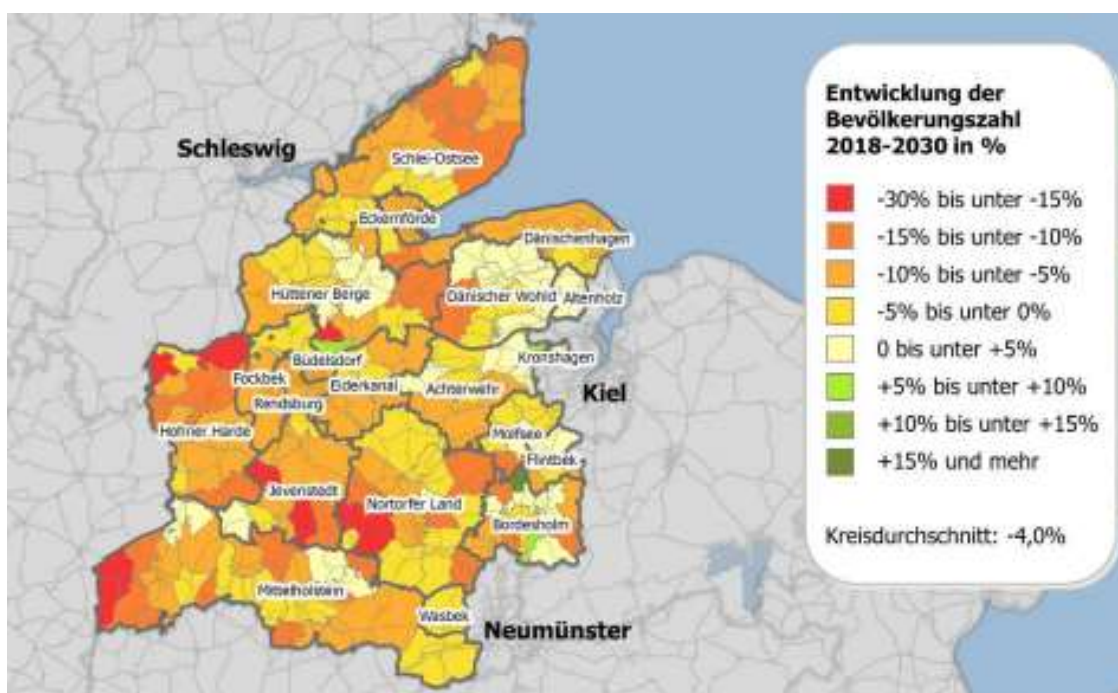 Schleswig
Schlei-Ostsee
Eckernförde
Dänischenhagen
Hüttener Berge
Dänischer Wohld
Altenholz
Büdelsdorf
Kronshagen
Fockbek
Eiderkanal
Achterwehr
Kiel
Rendsburg
Hohner Harde
Molfsee
Flintbek
Jevenstedt
Nortorfer Land
Bordesholm
Mittelholstein
Wasbek
Neumünster
Entwicklung der
Bevölkerungszahl
2018-2030 in %
-30% bis unter -15%
-15% bis unter -10%
-10% bis unter -5%
-5% bis unter 0%
0 bis unter +5%
+5% bis unter +10%
+10% bis unter +15%
+15% und mehr
Kreisdurchschnitt: -4,0%